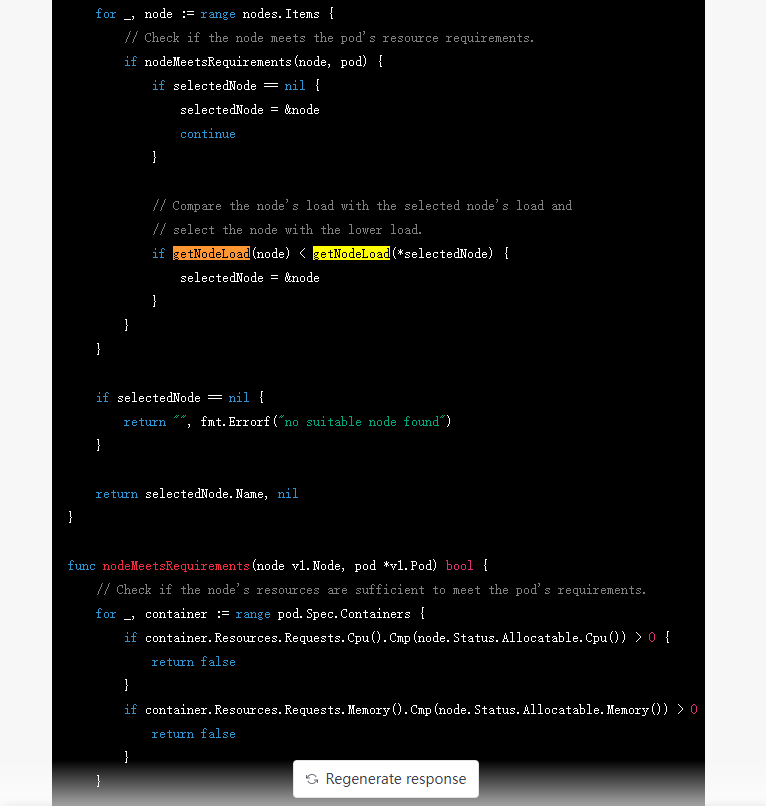 for _, node := range nodes.Items {
// Check if the node meets the pod's resource requirements.
if nodeMeetsRequirements(node, pod) {
if selectedNode == nil {
selectedNode = &node
continue
}
// Compare the node's load with the selected node's load and
// select the node with the lower load.
if getNodeLoad(node) < getNodeLoad(*selectedNode) {
selectedNode = &node
}
}
}
if selectedNode == nil {
return "", fmt.Errorf("no suitable node found")
}
return selectedNode.Name, nil
}
func nodeMeetsRequirements(node v1.Node, pod *v1.Pod) bool {
// Check if the node's resources are sufficient to meet the pod's requirements.
for _, container := range pod.Spec.Containers {
if container.Resources.Requests.Cpu().Cmp(node.Status.Allocatable.Cpu()) > 0 {
return false
}
if container.Resources.Requests.Memory().Cmp(node.Status.Allocatable.Memory()) > 0
return false
}
}
Regenerate response